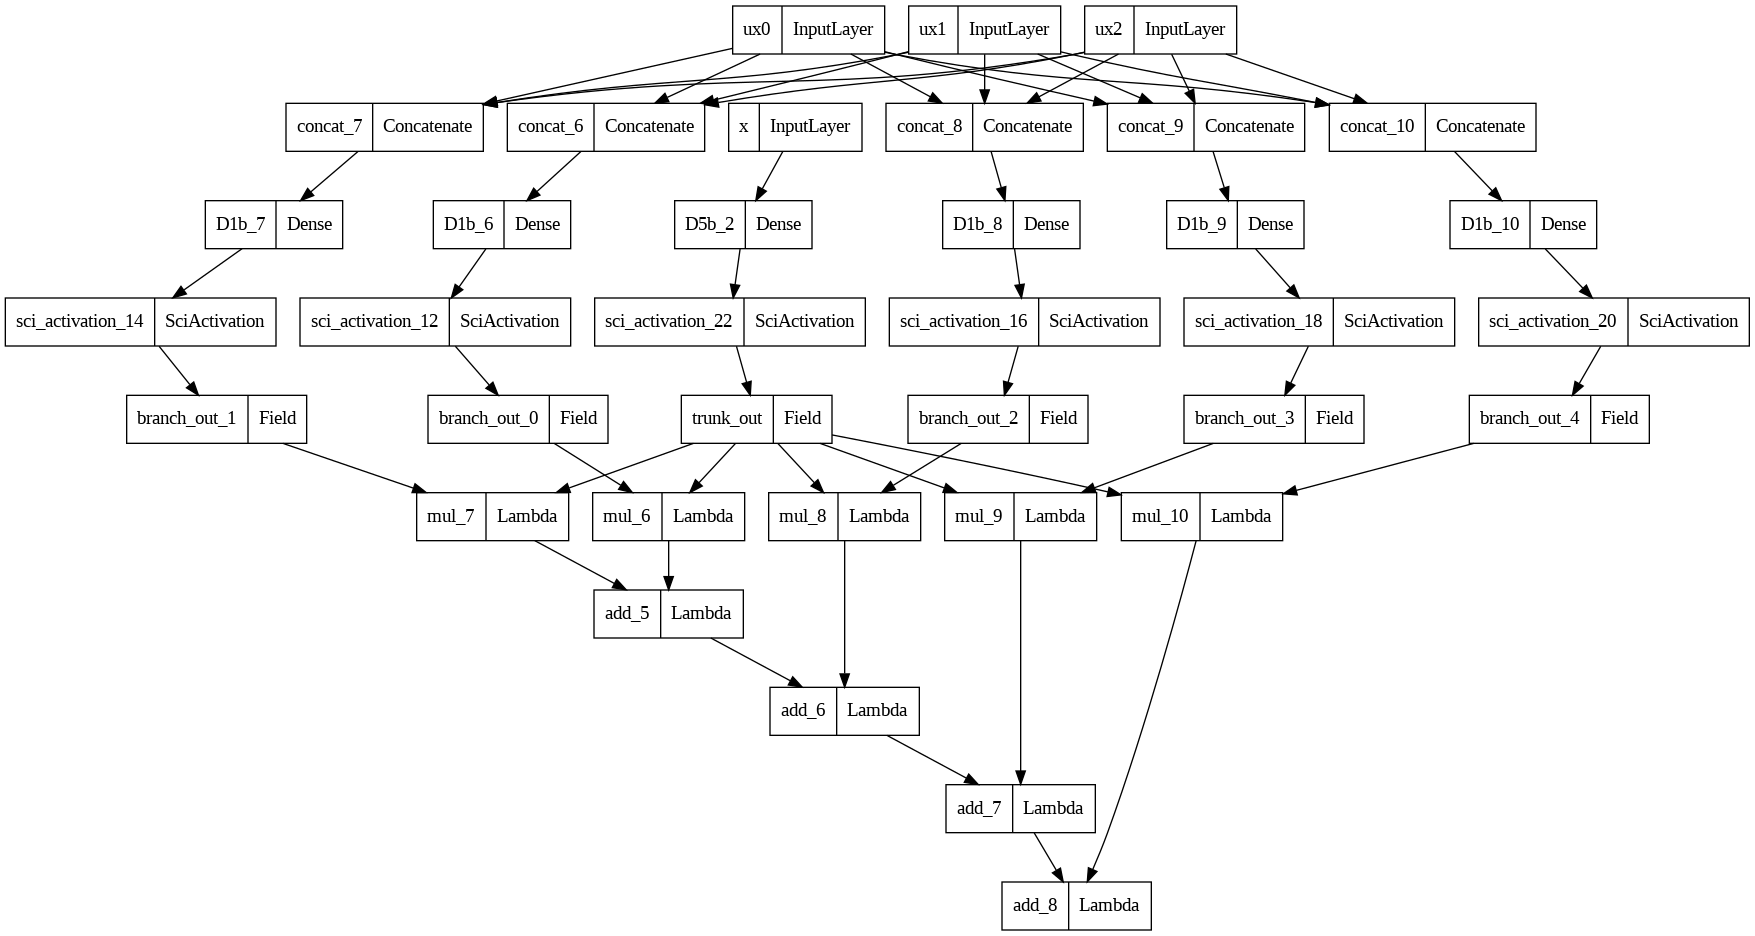 ux0 InputLayer ux1 InputLayer ux2 InputLayer
concat_7 Concatenate concat_6 Concatenate x InputLayer concat_8 Concatenate concat_9 Concatenate concat_10 Concatenate
D1b_7 Dense D1b_6 Dense D5b_2 Dense D1b_8 Dense D1b_9 Dense D1b_10 Dense
sci_activation_14 SciActivation sci_activation_12 SciActivation sci_activation_22 SciActivation sci_activation_16 SciActivation sci_activation_18 SciActivation sci_activation_20 SciActivation
branch_out_1 Field branch_out_0 Field trunk_out Field branch_out_2 Field branch_out_3 Field branch_out_4 Field
mul_7 Lambda mul_6 Lambda mul_8 Lambda mul_9 Lambda mul_10 Lambda
add_5 Lambda
add_6 Lambda
add_7 Lambda
add_8 Lambda